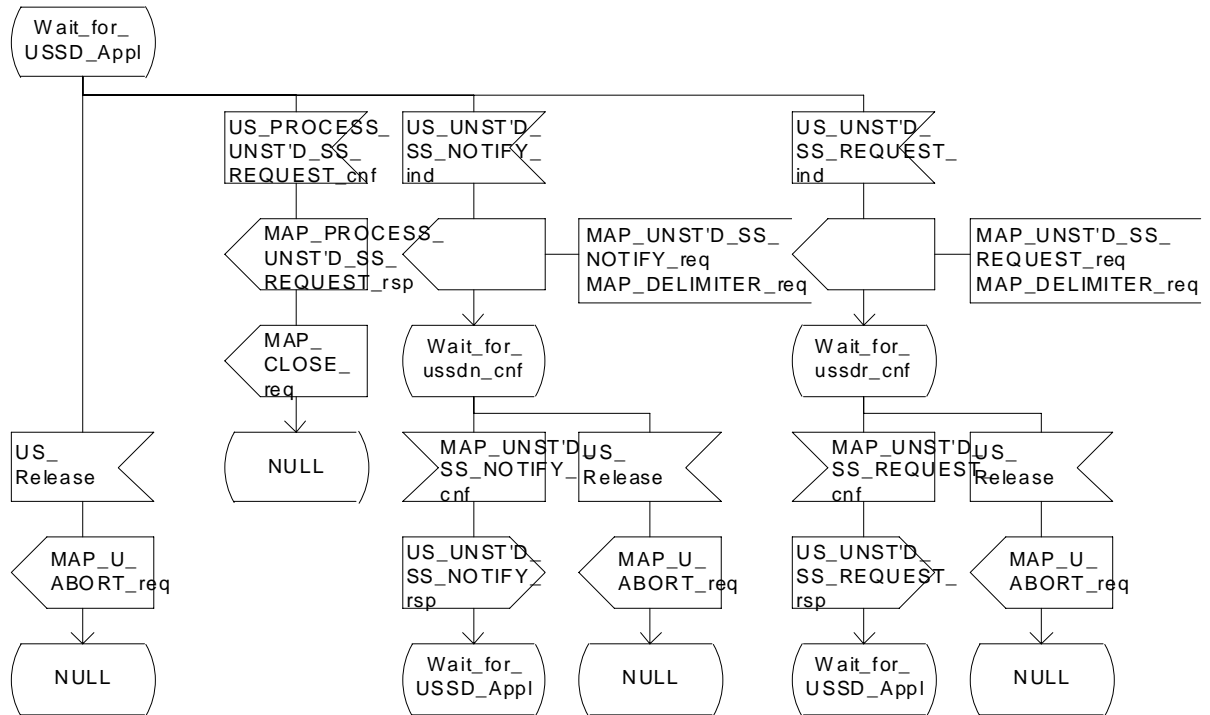 Wait_for_
USSD_Appl
US_PROCESS_
UNST'D_SS_
REQUEST_cnf
US_UNST'D_
SS_NOTIFY_
ind
US_UNST'D_
SS_REQUEST_
ind
MAP_PROCESS_
UNST'D_SS_
REQUEST_rsp
MAP_UNST'D_SS_
NOTIFY_req
MAP_DELIMITER_req
MAP_UNST'D_SS_
REQUEST_req
MAP_DELIMITER_req
MAP_
CLOSE_
req
Wait_for_
ussdn_cnf
Wait_for_
ussdr_cnf
US_
Release
NULL
MAP_UNST'D_
SS_NOTIFY_
cnf
US_
Release
MAP_UNST'D_
SS_REQUEST_
cnf
US_
Release
MAP_U_
ABORT_req
US_UNST'D_
SS_NOTIFY_
rsp
MAP_U_
ABORT_req
US_UNST'D_
SS_REQUEST_
rsp
MAP_U_
ABORT_req
NULL
Wait_for_
USSD_Appl
NULL
Wait_for_
USSD_Appl
NULL